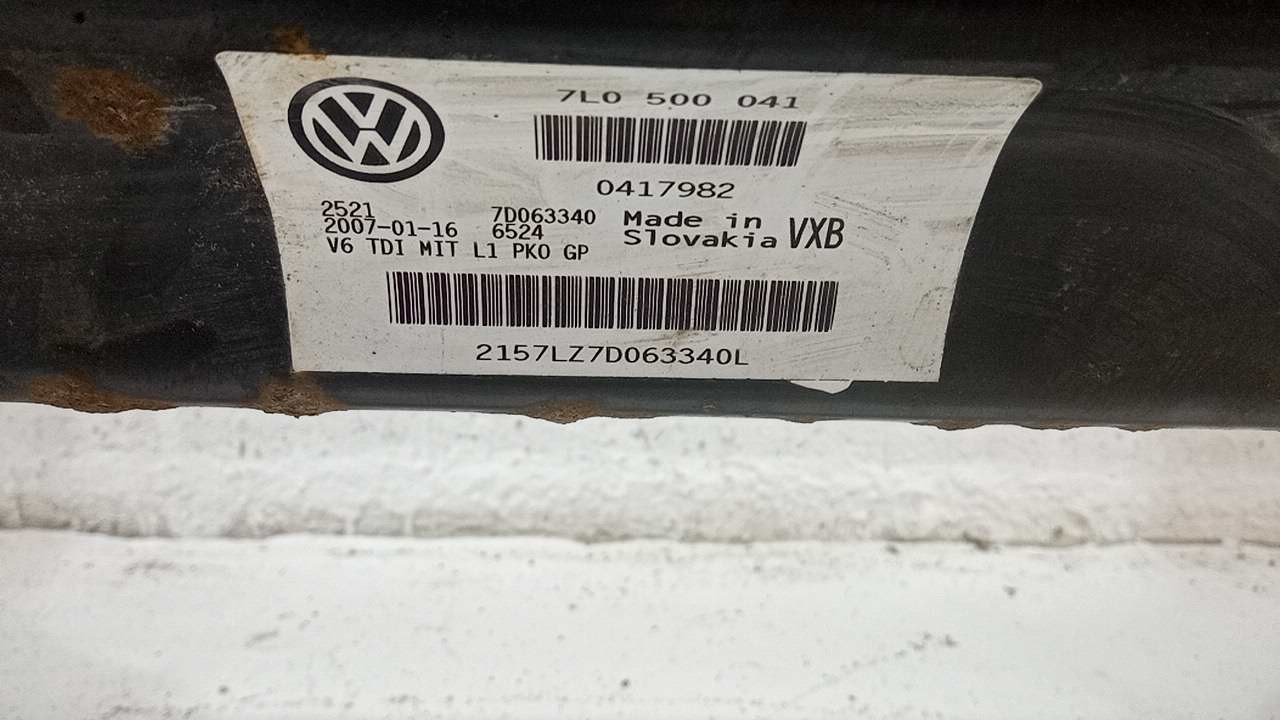 7L0 500 041
0417982
2521 7D063340 Made in VXB
2007-01-16 6524 Slovakia
V6 TDI MIT L1 PKO GP
2157LZ7D063340L